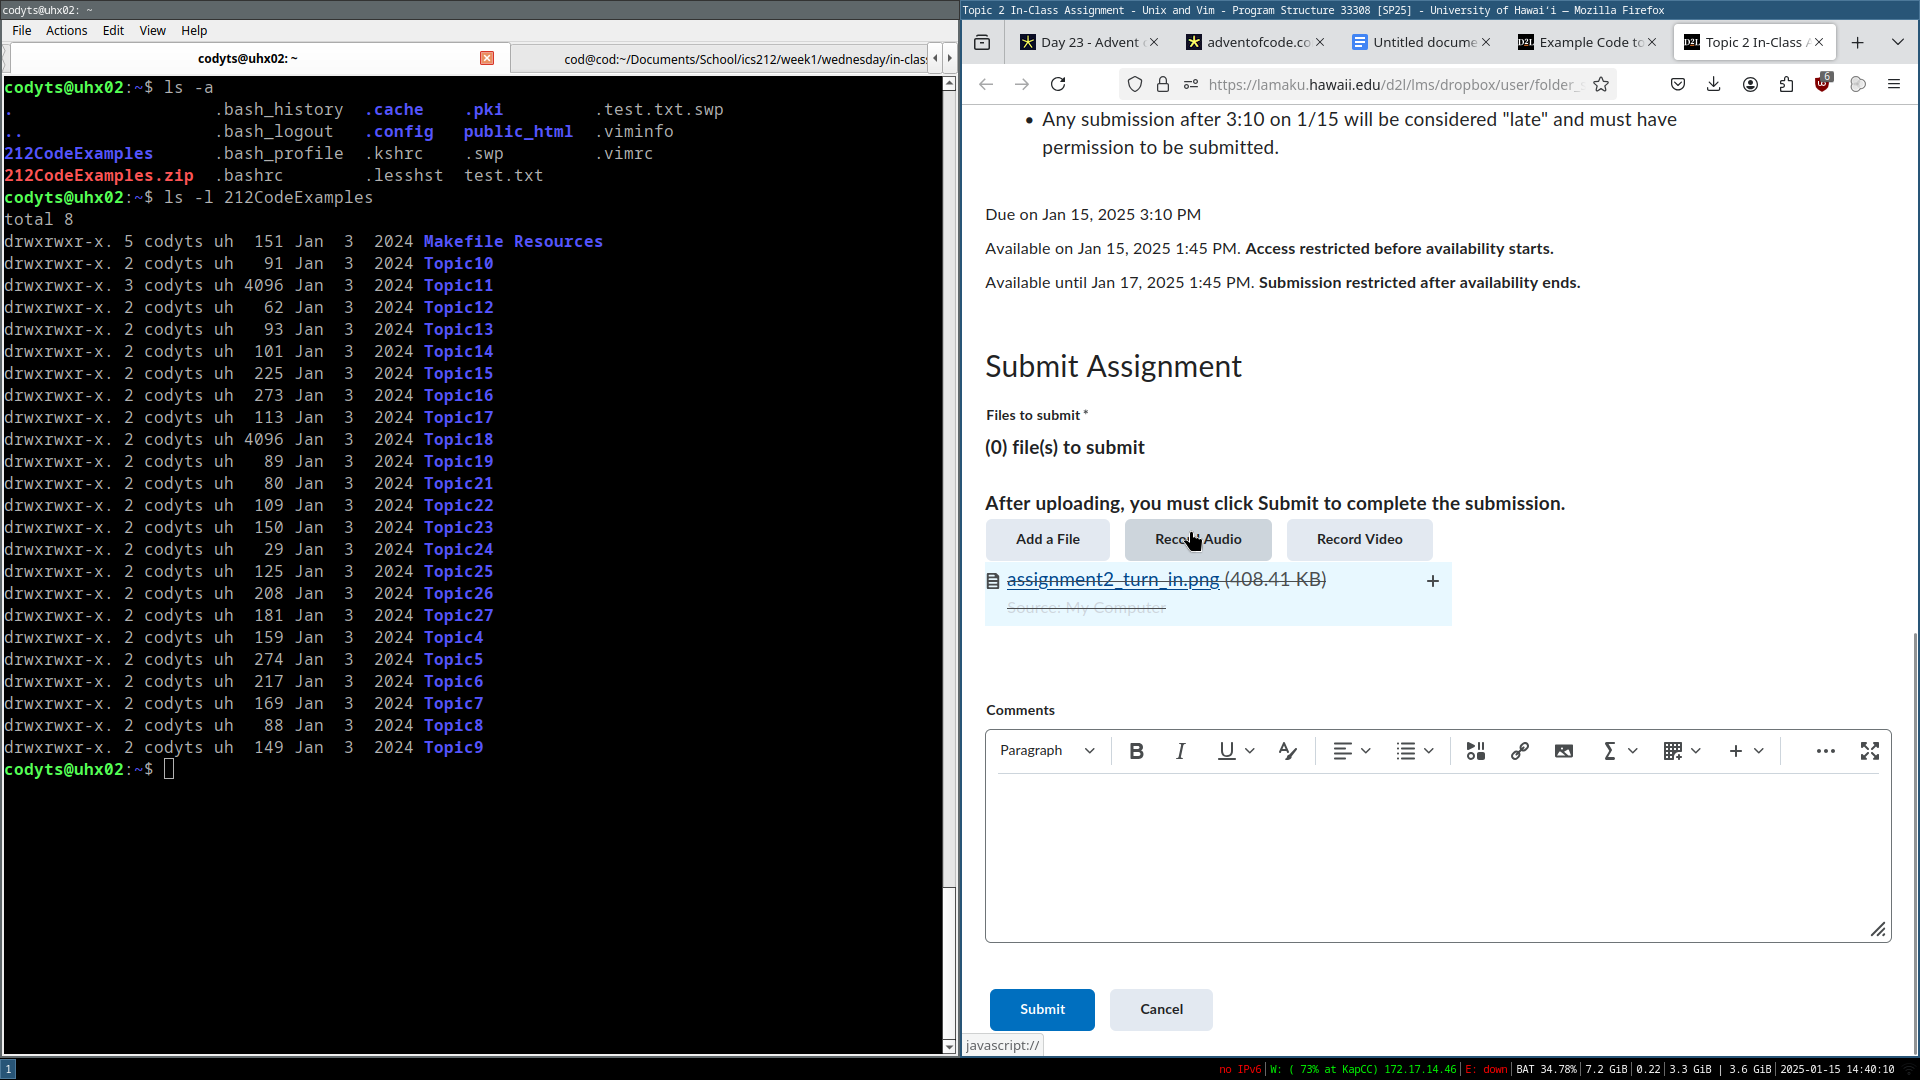 codyts@uhx02: ~
File Actions Edit View Help
codyts@uhx02: ~
cod@cod:~/Documents/School/ics212/week1/wednesday/in-clas
codyts@uhx02:~$ ls -a
. .bash_history .cache .pki .test.txt.swp
.. .bash_logout .config public_html .viminfo
212CodeExamples .bash_profile .kshrc .swp .vimrc
212CodeExamples.zip .bashrc .lesshst test.txt
codyts@uhx02:~$ ls -l 212CodeExamples
total 8
drwxrwxr-x. 5 codyts uh 151 Jan 3 2024 Makefile Resources
drwxrwxr-x. 2 codyts uh 91 Jan 3 2024 Topic10
drwxrwxr-x. 3 codyts uh 4096 Jan 3 2024 Topic11
drwxrwxr-x. 2 codyts uh 62 Jan 3 2024 Topic12
drwxrwxr-x. 2 codyts uh 93 Jan 3 2024 Topic13
drwxrwxr-x. 2 codyts uh 101 Jan 3 2024 Topic14
drwxrwxr-x. 2 codyts uh 225 Jan 3 2024 Topic15
drwxrwxr-x. 2 codyts uh 273 Jan 3 2024 Topic16
drwxrwxr-x. 2 codyts uh 113 Jan 3 2024 Topic17
drwxrwxr-x. 2 codyts uh 4096 Jan 3 2024 Topic18
drwxrwxr-x. 2 codyts uh 89 Jan 3 2024 Topic19
drwxrwxr-x. 2 codyts uh 80 Jan 3 2024 Topic21
drwxrwxr-x. 2 codyts uh 109 Jan 3 2024 Topic22
drwxrwxr-x. 2 codyts uh 150 Jan 3 2024 Topic23
drwxrwxr-x. 2 codyts uh 29 Jan 3 2024 Topic24
drwxrwxr-x. 2 codyts uh 125 Jan 3 2024 Topic25
drwxrwxr-x. 2 codyts uh 208 Jan 3 2024 Topic26
drwxrwxr-x. 2 codyts uh 181 Jan 3 2024 Topic27
drwxrwxr-x. 2 codyts uh 159 Jan 3 2024 Topic4
drwxrwxr-x. 2 codyts uh 274 Jan 3 2024 Topic5
drwxrwxr-x. 2 codyts uh 217 Jan 3 2024 Topic6
drwxrwxr-x. 2 codyts uh 169 Jan 3 2024 Topic7
drwxrwxr-x. 2 codyts uh 88 Jan 3 2024 Topic8
drwxrwxr-x. 2 codyts uh 149 Jan 3 2024 Topic9
codyts@uhx02:~$
Topic 2 In-Class Assignment - Unix and Vim - Program Structure 33308 [SP25] - University of Hawaiʻi — Mozilla Firefox
Day 23 - Advent
adventofcode.co
Untitled docume
D2L Example Code to
D2L Topic 2 In-Class A
https://lamaku.hawaii.edu/d2l/lms/dropbox/user/folder_s
6
• Any submission after 3:10 on 1/15 will be considered "late" and must have
permission to be submitted.
Due on Jan 15, 2025 3:10 PM
Available on Jan 15, 2025 1:45 PM. Access restricted before availability starts.
Available until Jan 17, 2025 1:45 PM. Submission restricted after availability ends.
Submit Assignment
Files to submit *
(0) file(s) to submit
After uploading, you must click Submit to complete the submission.
Add a File
Record Audio
Record Video
assignment2_turn_in.png (408.41 KB)
Source: My Computer
Comments
Paragraph
Submit
Cancel
javascript://
1
no IPv6 | W: ( 73% at KapCC) 172.17.14.46 | E: down | BAT 34.78% | 7.2 GiB | 0.22 | 3.3 GiB | 3.6 GiB | 2025-01-15 14:40:10